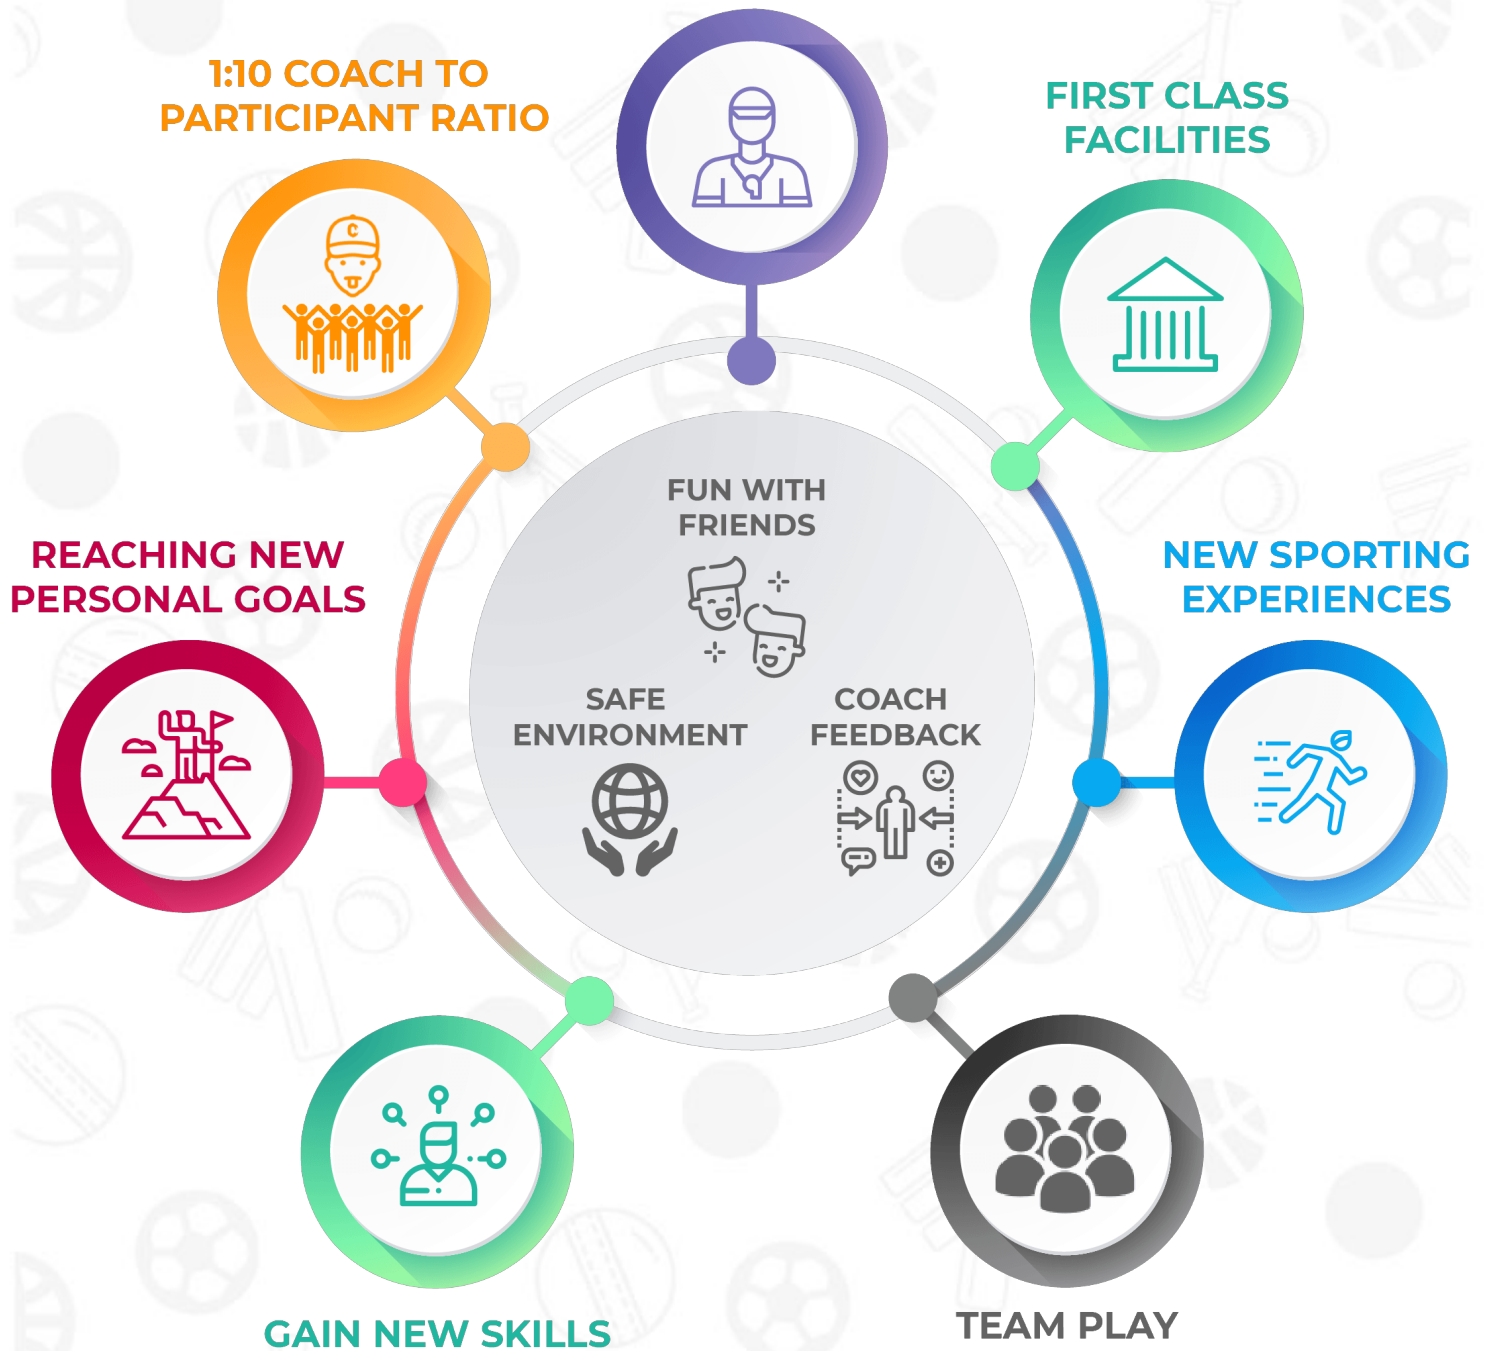 1:10 COACH TO
PARTICIPANT RATIO
C
FIRST CLASS
FACILITIES
FUN WITH
FRIENDS
REACHING NEW
PERSONAL GOALS
NEW SPORTING
EXPERIENCES
SAFE
ENVIRONMENT
COACH
FEEDBACK
GAIN NEW SKILLS
TEAM PLAY